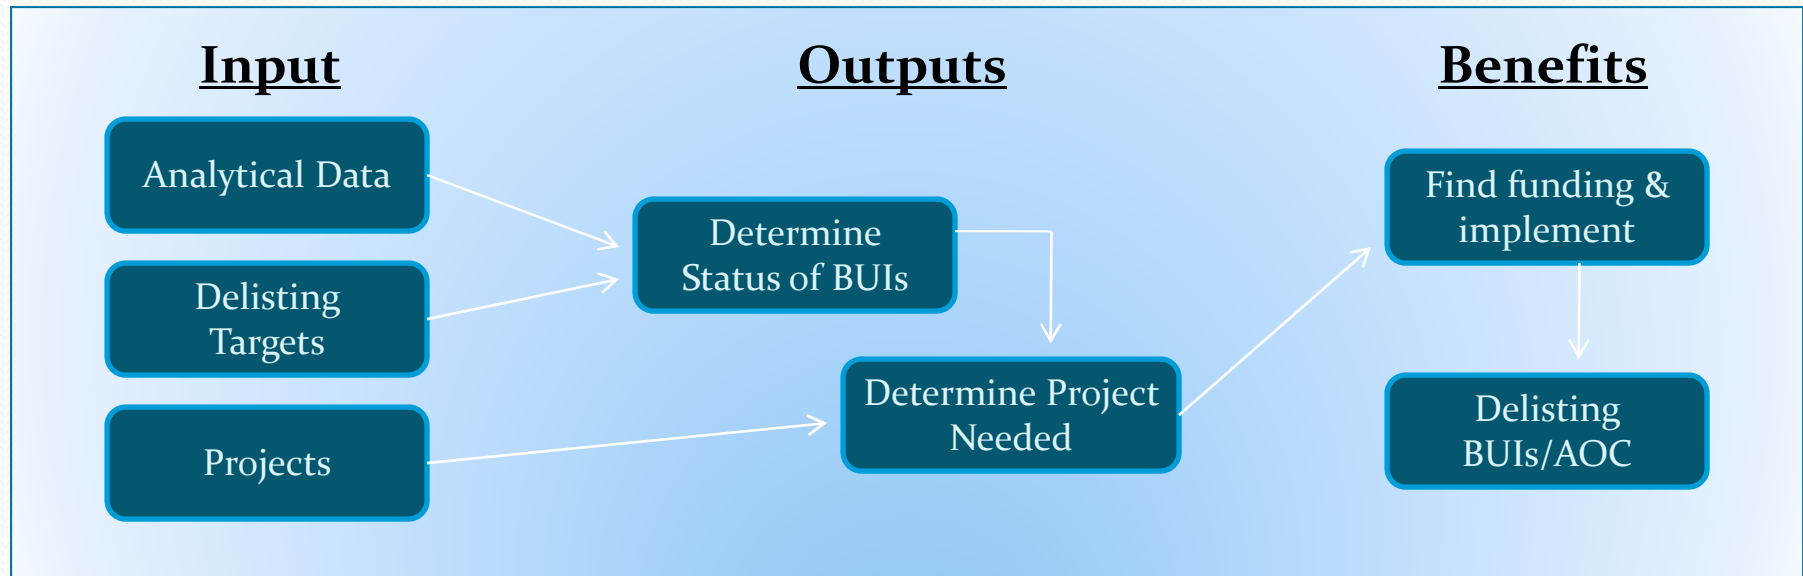 Input
Outputs
Benefits
Analytical Data
Delisting
Targets
Projects
Determine
Status of BUIs
Determine Project
Needed
Find funding &
implement
Delisting
BUIs/AOC